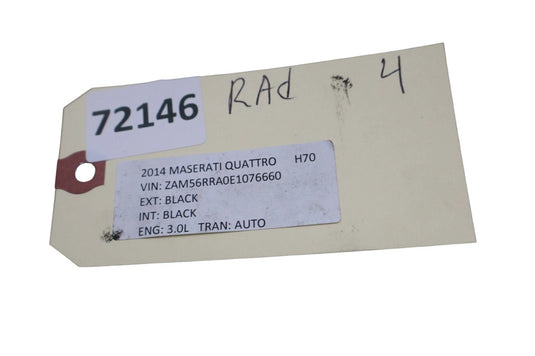 72146 RAd 4
2014 MASERATI QUATTRO H70
VIN: ZAM56RRA0E1076660
EXT: BLACK
INT: BLACK
ENG: 3.0L TRAN: AUTO